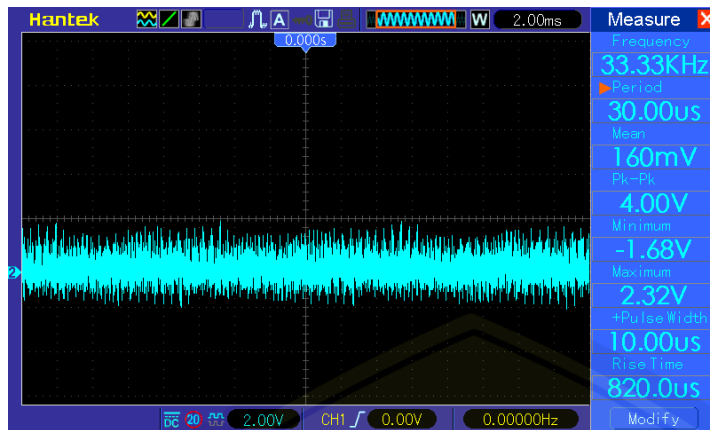 Hantek A W 2.00ms Measure
0.000s
Frequency
33.33KHz
Period
30.00us
Mean
160mV
Pk-Pk
4.00V
Minimum
-1.68V
Maximum
2.32V
+Pulse Width
10.00us
Rise Time
820.0us
2
DC 20 2.00V CH1 0.00V 0.00000Hz Modify